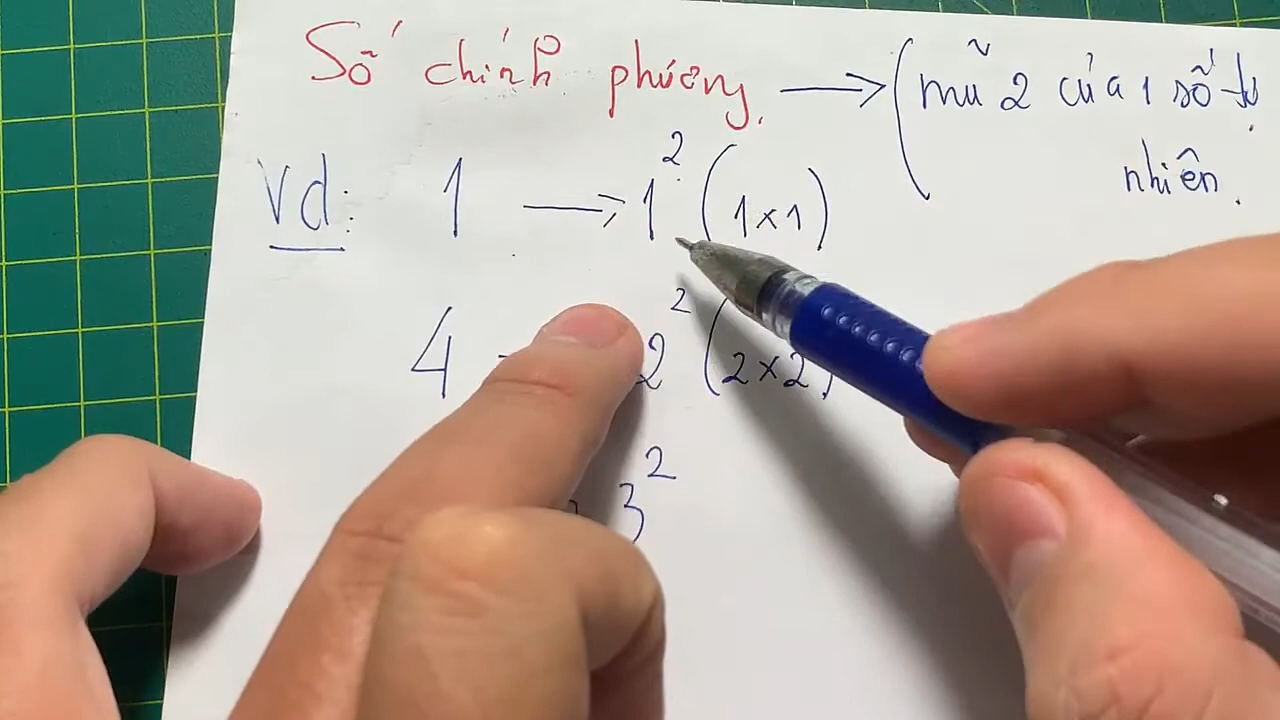 Số chính phương. → (mũ 2 của 1 số tự
nhiên.
Vd: 1 → 1² (1×1)
4 2² (2×2)
3²